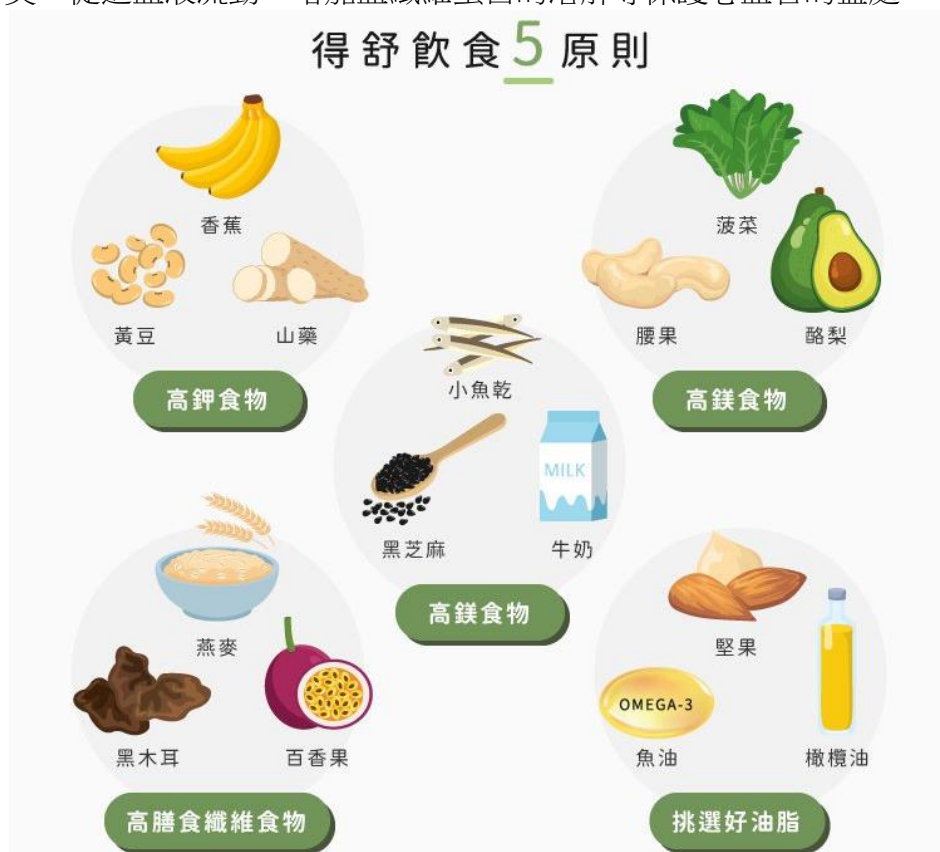 得舒飲食5原則
香蕉
黃豆
山藥
高鉀食物
菠菜
腰果
酪梨
高鎂食物
小魚乾
黑芝麻
MILK
牛奶
高鎂食物
燕麥
黑木耳
百香果
高膳食纖維食物
堅果
OMEGA-3
魚油
橄欖油
挑選好油脂